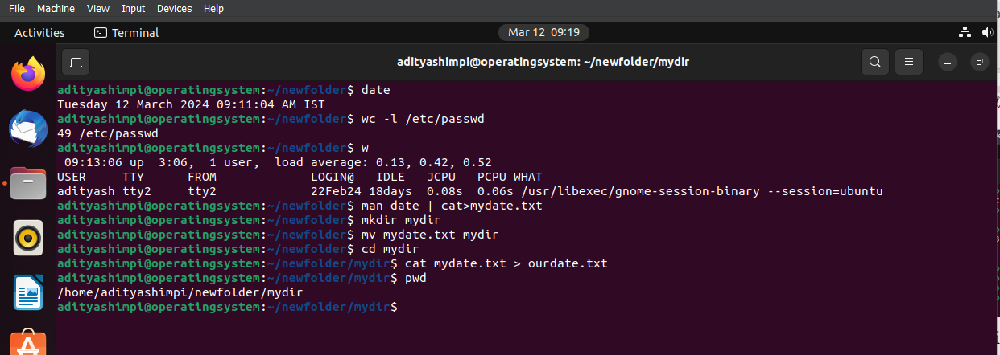 File Machine View Input Devices Help
Activities Terminal Mar 12 09:19
adityashimpi@operatingsystem: ~/newfolder/mydir
adityashimpi@operatingsystem:~/newfolder$ date
Tuesday 12 March 2024 09:11:04 AM IST
adityashimpi@operatingsystem:~/newfolder$ wc -l /etc/passwd
49 /etc/passwd
adityashimpi@operatingsystem:~/newfolder$ w
 09:13:06 up  3:06,  1 user,  load average: 0.13, 0.42, 0.52
USER     TTY      FROM             LOGIN@   IDLE   JCPU   PCPU WHAT
adityash tty2     tty2             22Feb24 18days  0.08s  0.06s /usr/libexec/gnome-session-binary --session=ubuntu
adityashimpi@operatingsystem:~/newfolder$ man date | cat>mydate.txt
adityashimpi@operatingsystem:~/newfolder$ mkdir mydir
adityashimpi@operatingsystem:~/newfolder$ mv mydate.txt mydir
adityashimpi@operatingsystem:~/newfolder$ cd mydir
adityashimpi@operatingsystem:~/newfolder/mydir$ cat mydate.txt > ourdate.txt
adityashimpi@operatingsystem:~/newfolder/mydir$ pwd
/home/adityashimpi/newfolder/mydir
adityashimpi@operatingsystem:~/newfolder/mydir$